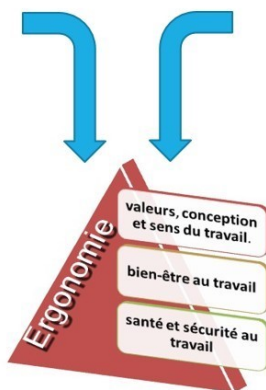 Ergonomie
valeurs, conception
et sens du travail.
bien-être au travail
santé et sécurité au
travail